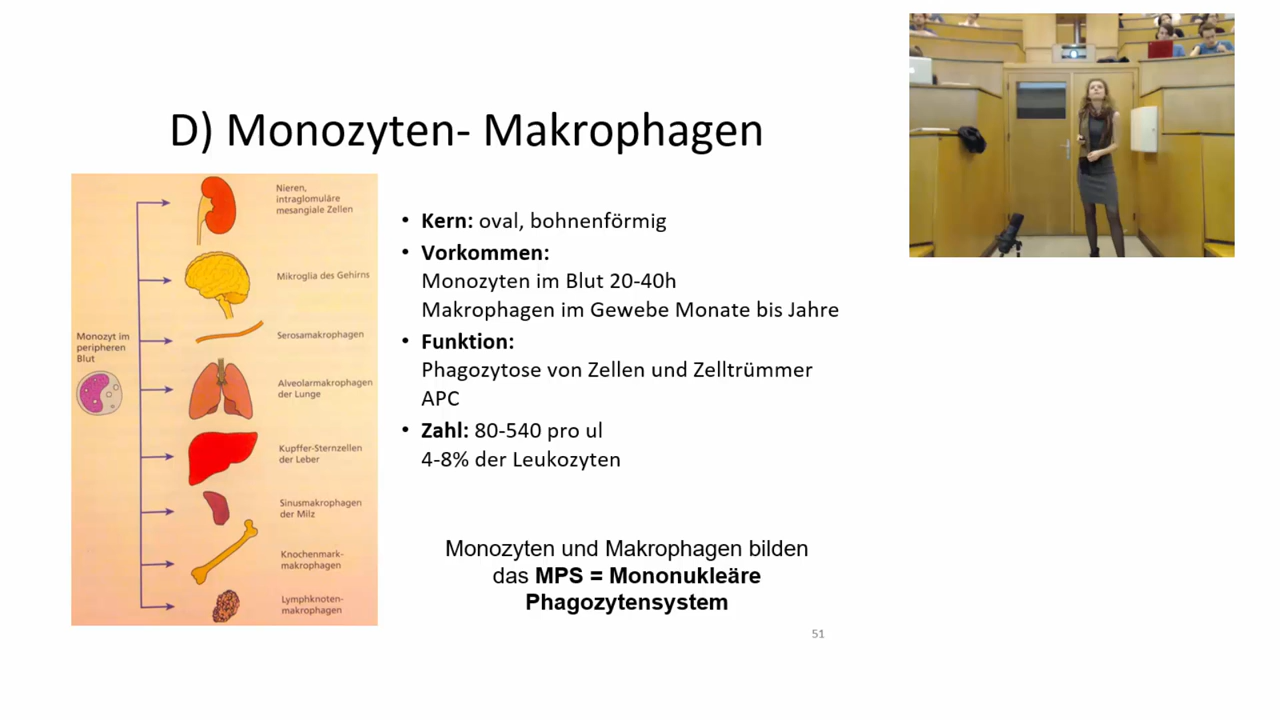 D) Monozyten- Makrophagen
Nieren,
intraglomuläre
mesangiale Zellen
Mikroglia des Gehirns
Serosamakrophagen
Monozyt im
peripheren
Blut
Alveolarmakrophagen
der Lunge
Kupffer-Sternzellen
der Leber
Sinusmakrophagen
der Milz
Knochenmark-
makrophagen
Lymphknoten-
makrophagen
• Kern: oval, bohnenförmig
• Vorkommen:
Monozyten im Blut 20-40h
Makrophagen im Gewebe Monate bis Jahre
• Funktion:
Phagozytose von Zellen und Zelltrümmer
APC
• Zahl: 80-540 pro ul
4-8% der Leukozyten
Monozyten und Makrophagen bilden
das MPS = Mononukleäre
Phagozytensystem
51